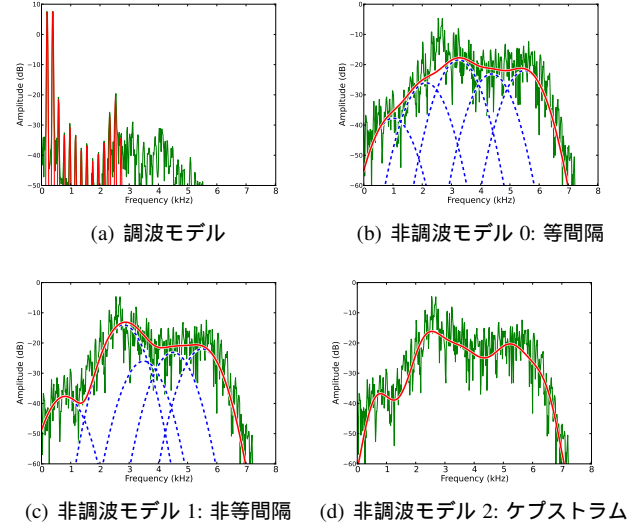 10
0
−10
−20
−30
−40
−50
Amplitude (dB)
0 1 2 3 4 5 6 7 8
Frequency (kHz)
(a) 調波モデル
0
−10
−20
−30
−40
−50
−60
Amplitude (dB)
0 1 2 3 4 5 6 7 8
Frequency (kHz)
(b) 非調波モデル 0: 等間隔
0
−10
−20
−30
−40
−50
−60
Amplitude (dB)
0 1 2 3 4 5 6 7 8
Frequency (kHz)
(c) 非調波モデル 1: 非等間隔
0
−10
−20
−30
−40
−50
−60
Amplitude (dB)
0 1 2 3 4 5 6 7 8
Frequency (kHz)
(d) 非調波モデル 2: ケプストラム